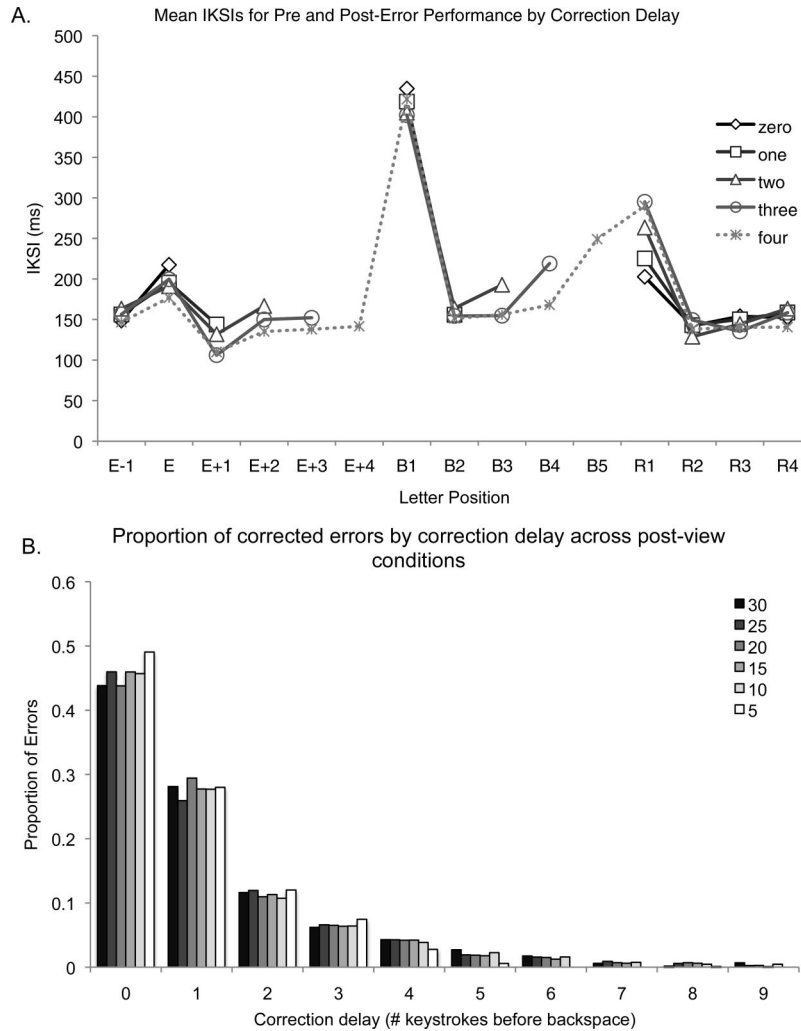 A.
Mean IKSIs for Pre and Post-Error Performance by Correction Delay
500
450
400
350
300
250
200
150
100
50
0
IKSI (ms)
zero
one
two
three
four
E-1 E E+1 E+2 E+3 E+4 B1 B2 B3 B4 B5 R1 R2 R3 R4
Letter Position
B.
Proportion of corrected errors by correction delay across post-view
conditions
0.6
0.5
0.4
0.3
0.2
0.1
0
Proportion of Errors
30
25
20
15
10
5
0 1 2 3 4 5 6 7 8 9
Correction delay (# keystrokes before backspace)